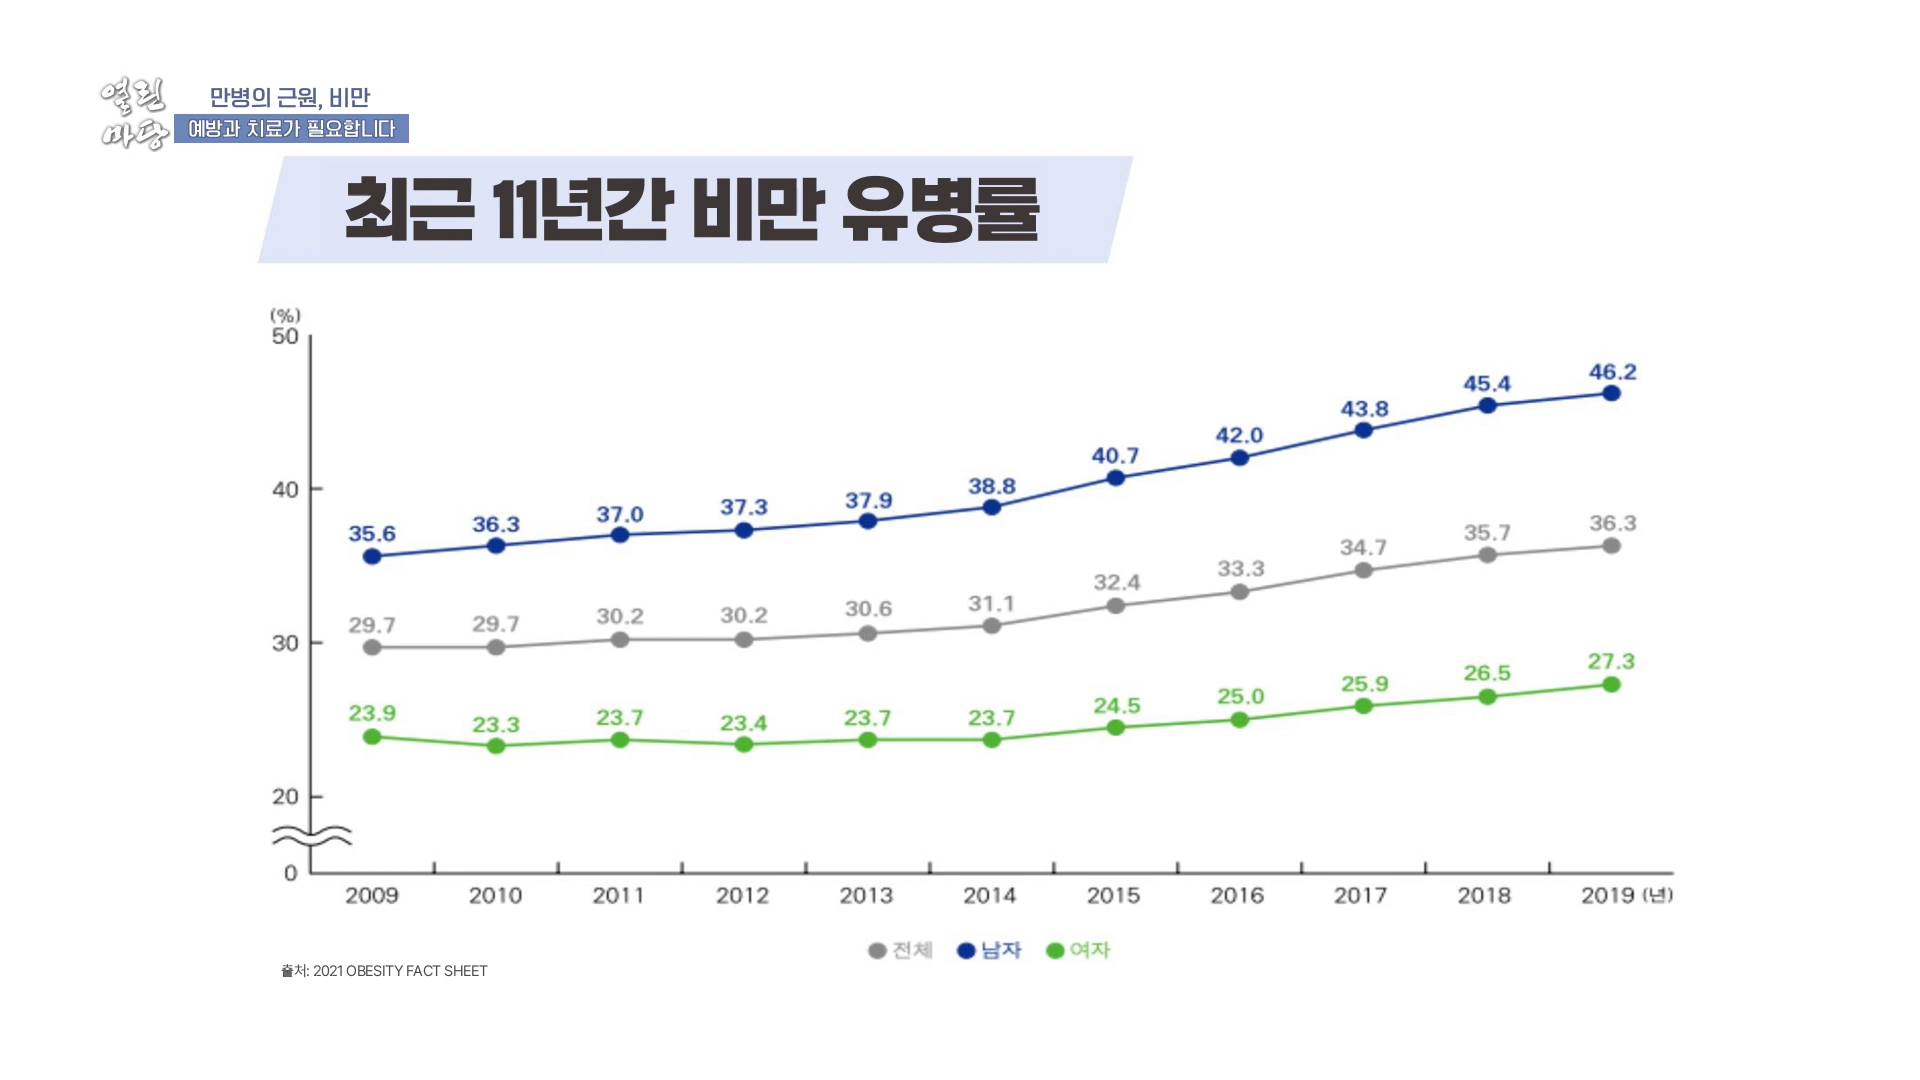 열린
마당
만병의 근원, 비만
예방과 치료가 필요합니다
최근 11년간 비만 유병률
(%)
50
40
30
20
0
35.6 36.3 37.0 37.3 37.9 38.8 40.7 42.0 43.8 45.4 46.2
29.7 29.7 30.2 30.2 30.6 31.1 32.4 33.3 34.7 35.7 36.3
23.9 23.3 23.7 23.4 23.7 23.7 24.5 25.0 25.9 26.5 27.3
2009 2010 2011 2012 2013 2014 2015 2016 2017 2018 2019 (년)
전체 남자 여자
출처: 2021 OBESITY FACT SHEET